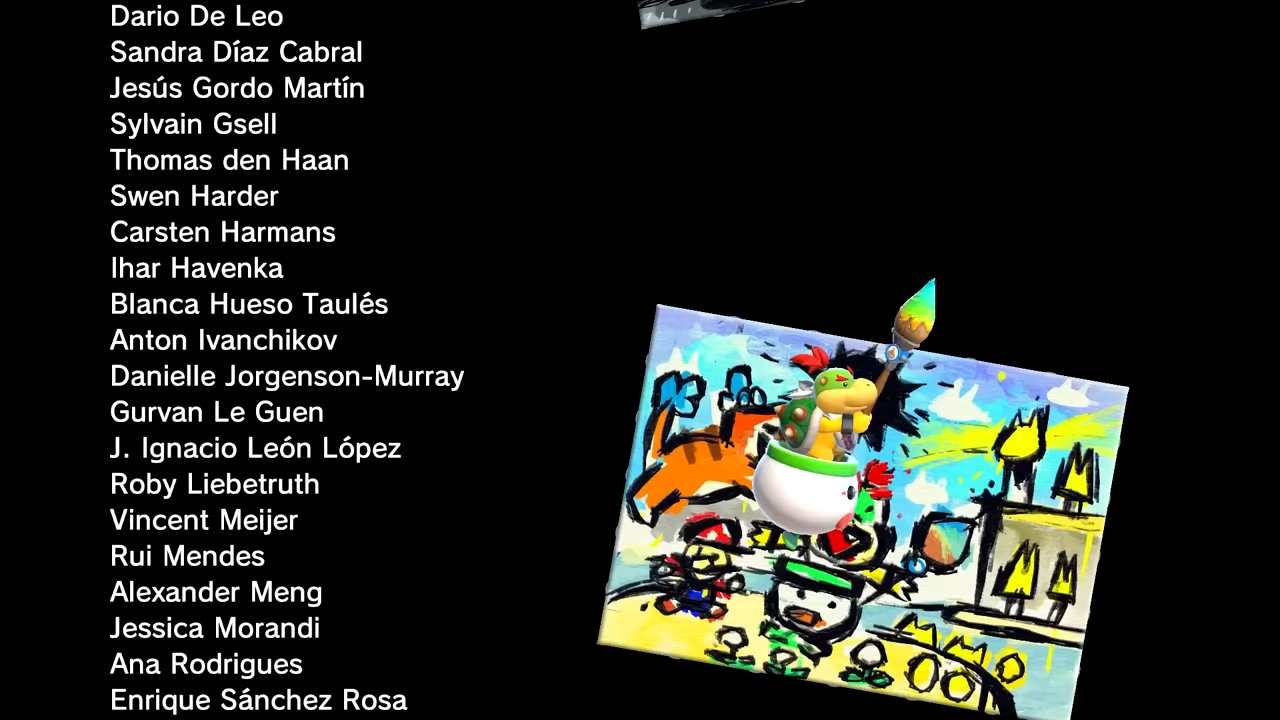 Dario De Leo
Sandra Díaz Cabral
Jesús Gordo Martín
Sylvain Gsell
Thomas den Haan
Swen Harder
Carsten Harmans
Ihar Havenka
Blanca Hueso Taulés
Anton Ivanchikov
Danielle Jorgenson-Murray
Gurvan Le Guen
J. Ignacio León López
Roby Liebetruth
Vincent Meijer
Rui Mendes
Alexander Meng
Jessica Morandi
Ana Rodrigues
Enrique Sánchez Rosa